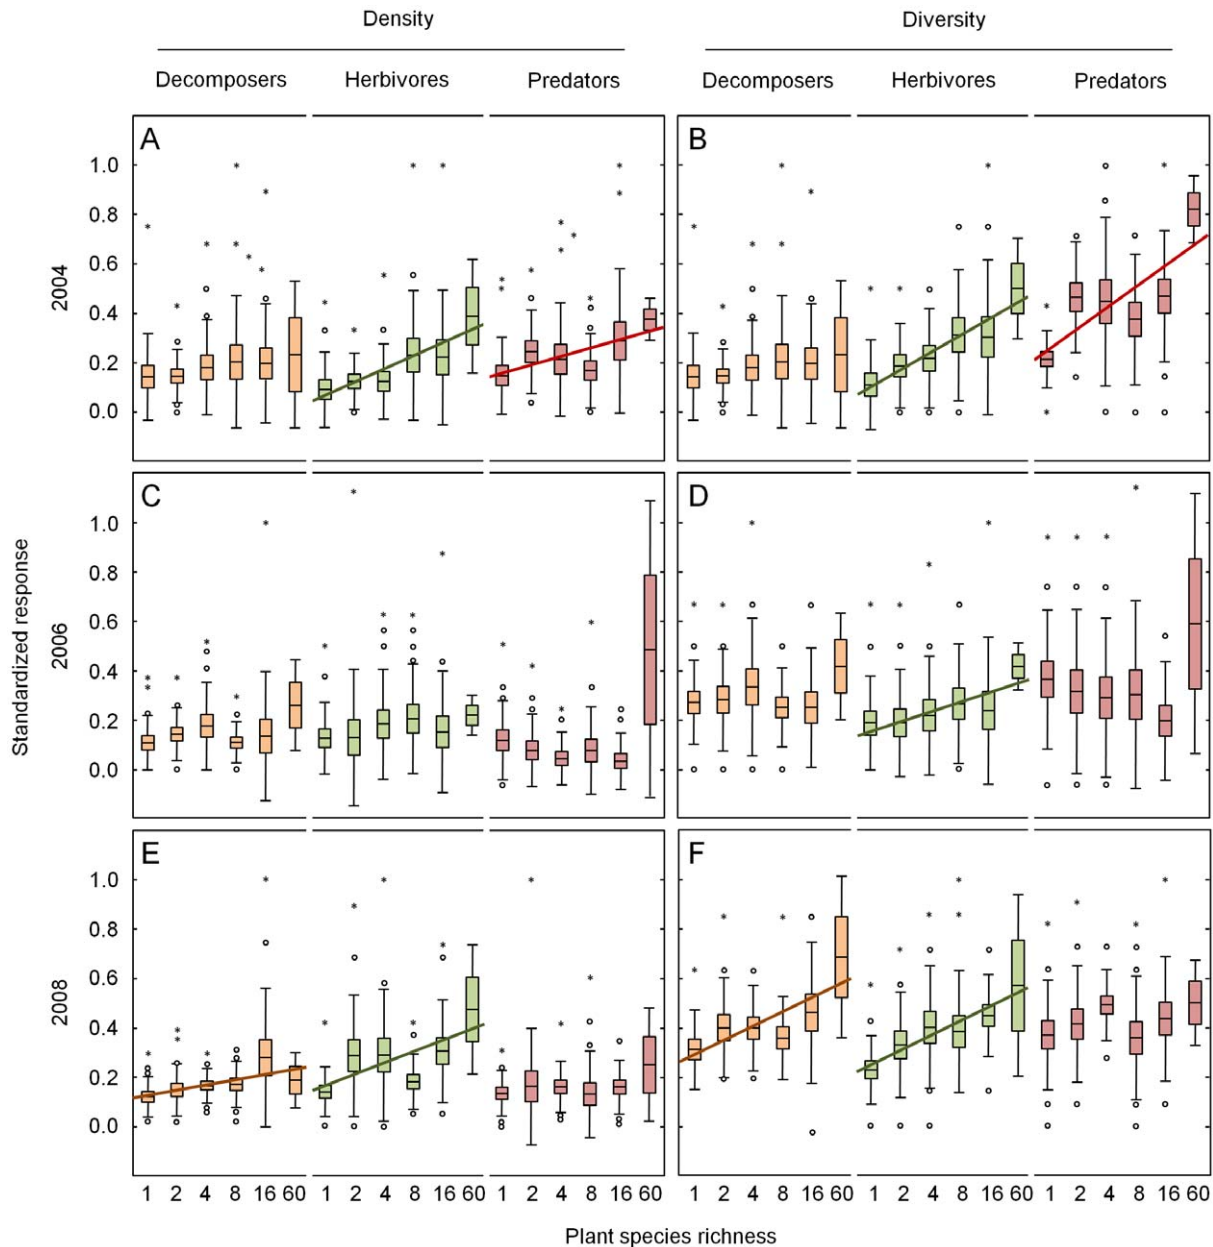 Density Diversity
Decomposers Herbivores Predators Decomposers Herbivores Predators
A B
1.0
0.8
0.6
0.4
0.2
0.0
2004
C D
1.0
0.8
0.6
0.4
0.2
0.0
2006
Standardized response
E F
1.0
0.8
0.6
0.4
0.2
0.0
2008
1 2 4 8 16 60 1 2 4 8 16 60 1 2 4 8 16 60 1 2 4 8 16 60 1 2 4 8 16 60 1 2 4 8 16 60
Plant species richness